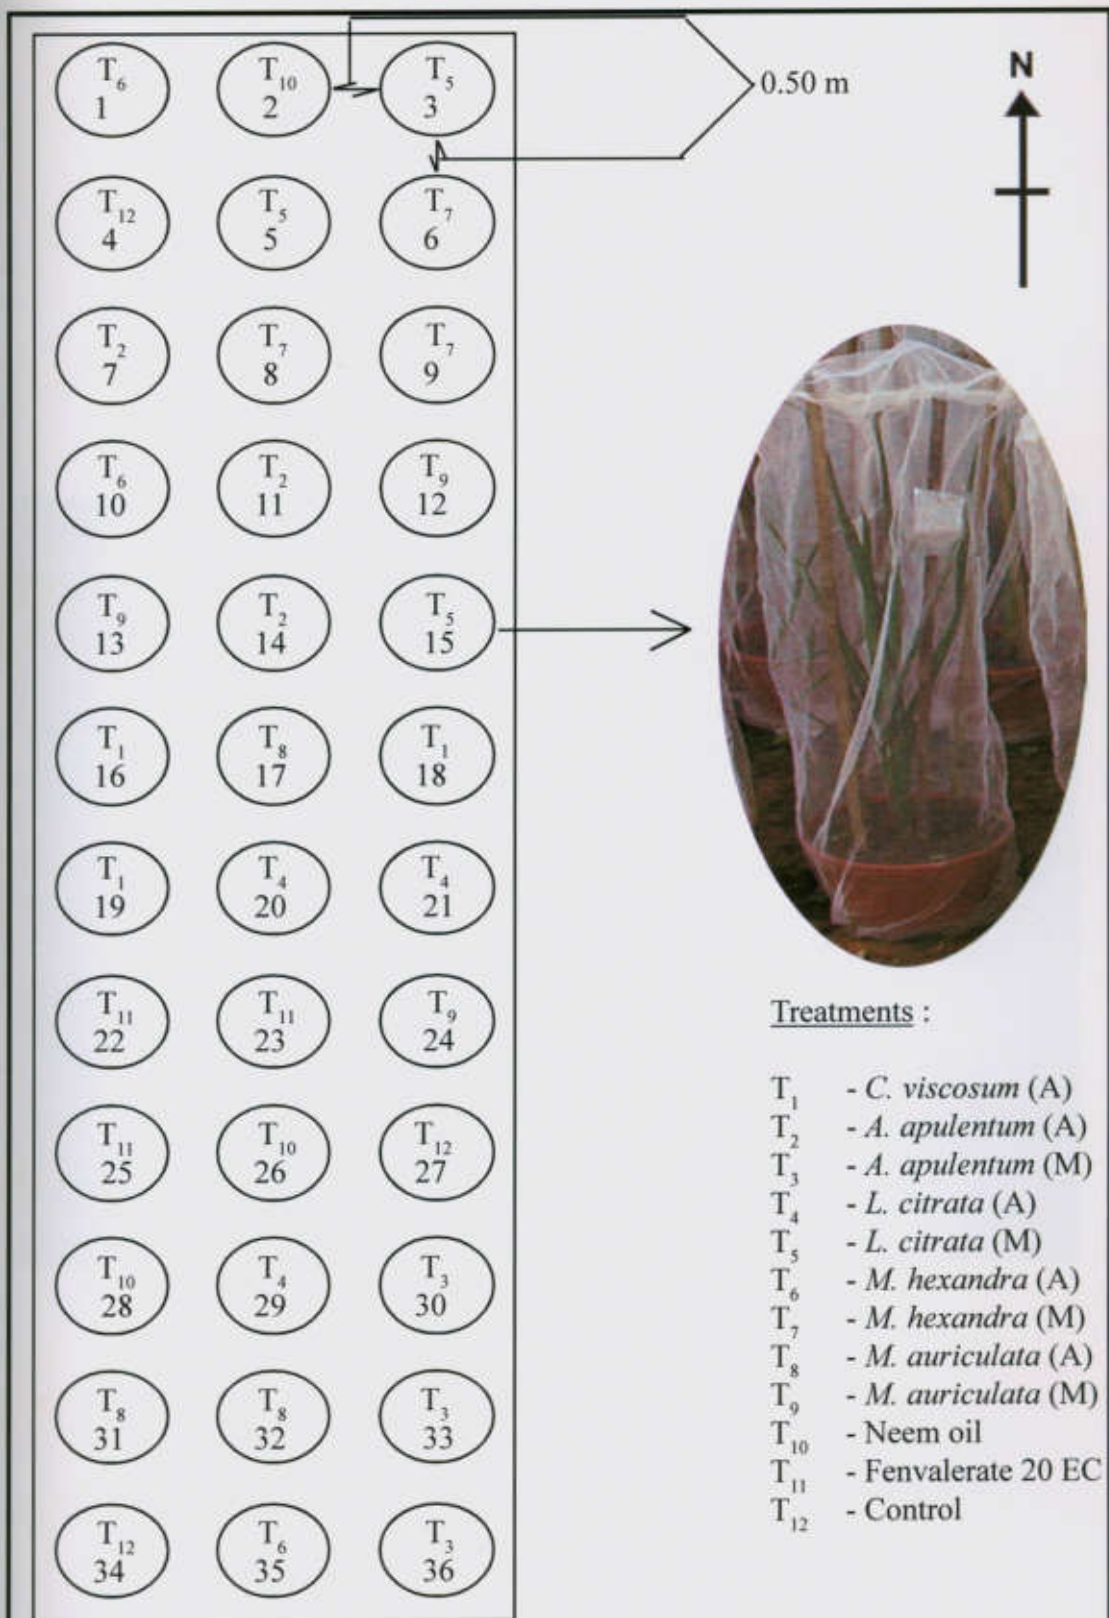 T6 T10 T5
1 2 3
0.50 m
N
T12 T5 T7
4 5 6
T2 T7 T7
7 8 9
T6 T2 T9
10 11 12
T9 T2 T5
13 14 15
T1 T8 T1
16 17 18
T1 T4 T4
19 20 21
T11 T11 T9
22 23 24
T11 T10 T12
25 26 27
T10 T4 T3
28 29 30
T8 T8 T3
31 32 33
T12 T6 T3
34 35 36
Treatments :
T1 - C. viscosum (A)
T2 - A. apulentum (A)
T3 - A. apulentum (M)
T4 - L. citrata (A)
T5 - L. citrata (M)
T6 - M. hexandra (A)
T7 - M. hexandra (M)
T8 - M. auriculata (A)
T9 - M. auriculata (M)
T10 - Neem oil
T11 - Fenvalerate 20 EC
T12 - Control